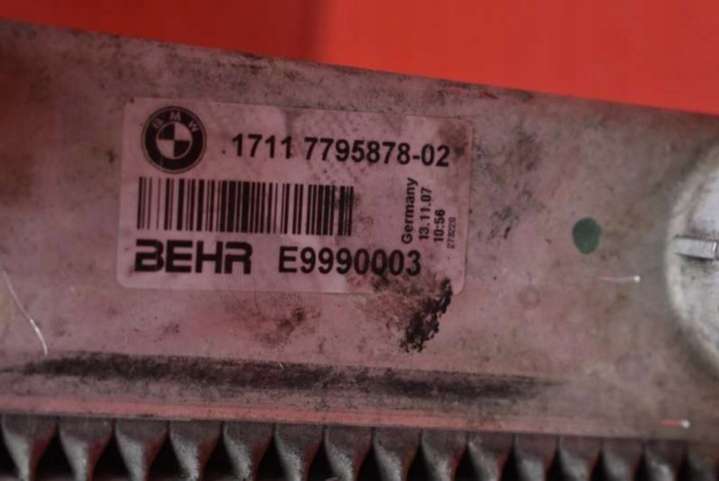 BMW
1711 7795878-02
Germany
13.11.07
10:56
BEHR E9990003